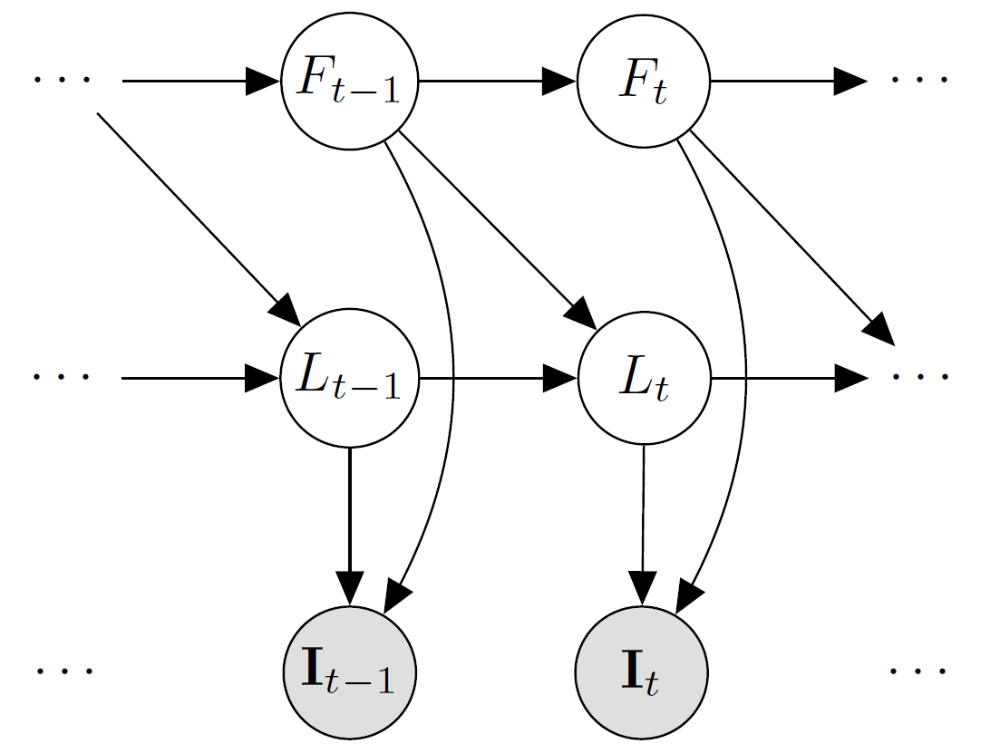 ··· F_{t−1} F_t ···
··· L_{t−1} L_t ···
··· I_{t−1} I_t ···